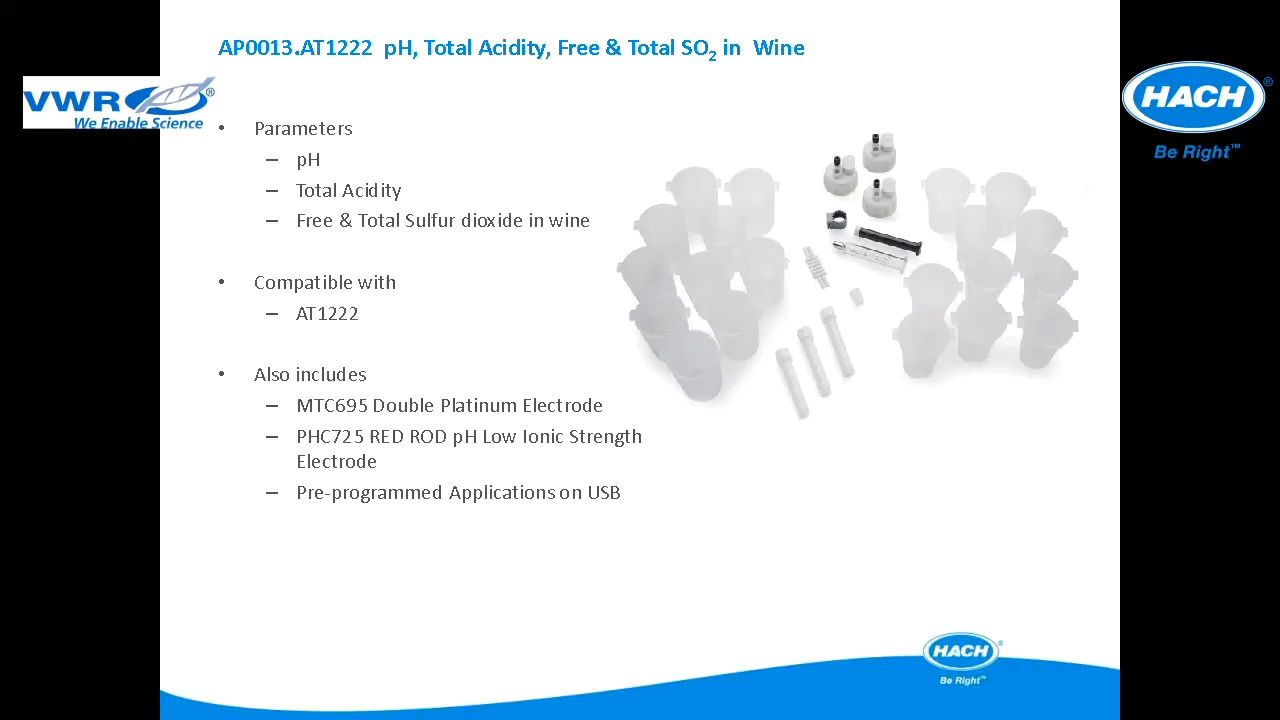 AP0013.AT1222 pH, Total Acidity, Free & Total SO2 in Wine
VWR®
We Enable Science
HACH®
Be Right™
• Parameters
– pH
– Total Acidity
– Free & Total Sulfur dioxide in wine
• Compatible with
– AT1222
• Also includes
– MTC695 Double Platinum Electrode
– PHC725 RED ROD pH Low Ionic Strength
Electrode
– Pre-programmed Applications on USB
HACH®
Be Right™